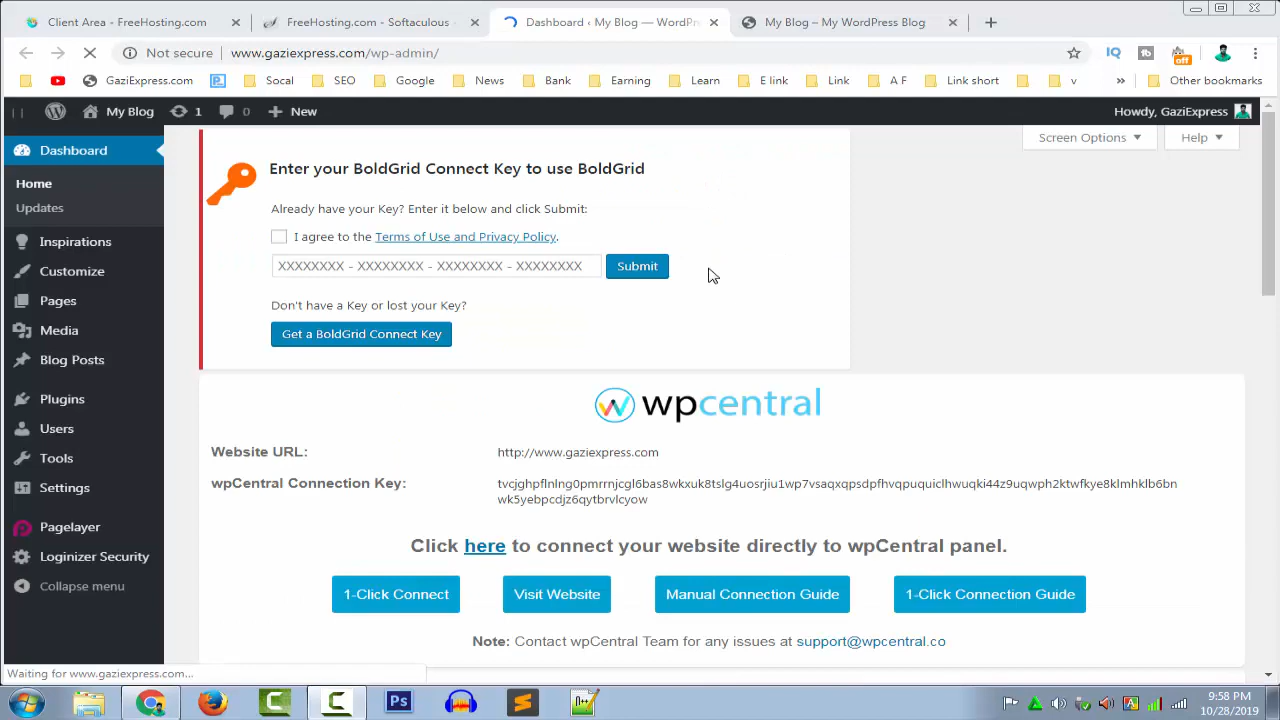 Client Area - FreeHosting.com
FreeHosting.com - Softaculous
Dashboard ‹ My Blog — WordPr
My Blog – My WordPress Blog
Not secure
www.gaziexpress.com/wp-admin/
IQ
off
GaziExpress.com
Socal
SEO
Google
News
Bank
Earning
Learn
E link
Link
A F
Link short
v
»
Other bookmarks
My Blog
1
0
New
Howdy, GaziExpress
Dashboard
Home
Updates
Inspirations
Customize
Pages
Media
Blog Posts
Plugins
Users
Tools
Settings
Pagelayer
Loginizer Security
Collapse menu
Screen Options
Help
Enter your BoldGrid Connect Key to use BoldGrid
Already have your Key? Enter it below and click Submit:
I agree to the Terms of Use and Privacy Policy.
XXXXXXXX - XXXXXXXX - XXXXXXXX - XXXXXXXX
Submit
Don't have a Key or lost your Key?
Get a BoldGrid Connect Key
wpcentral
Website URL:
http://www.gaziexpress.com
wpCentral Connection Key:
tvcjghpflnlng0pmrrnjcgl6bas8wkxuk8tslg4uosrjiu1wp7vsaqxqpsdpfhvqpuquiclhwuqki44z9uqwph2ktwfkye8klmhklb6bn
wk5yebpcdjz6qytbrvlcyow
Click here to connect your website directly to wpCentral panel.
1-Click Connect
Visit Website
Manual Connection Guide
1-Click Connection Guide
Note: Contact wpCentral Team for any issues at support@wpcentral.co
Waiting for www.gaziexpress.com...
Ps
9:58 PM
10/28/2019